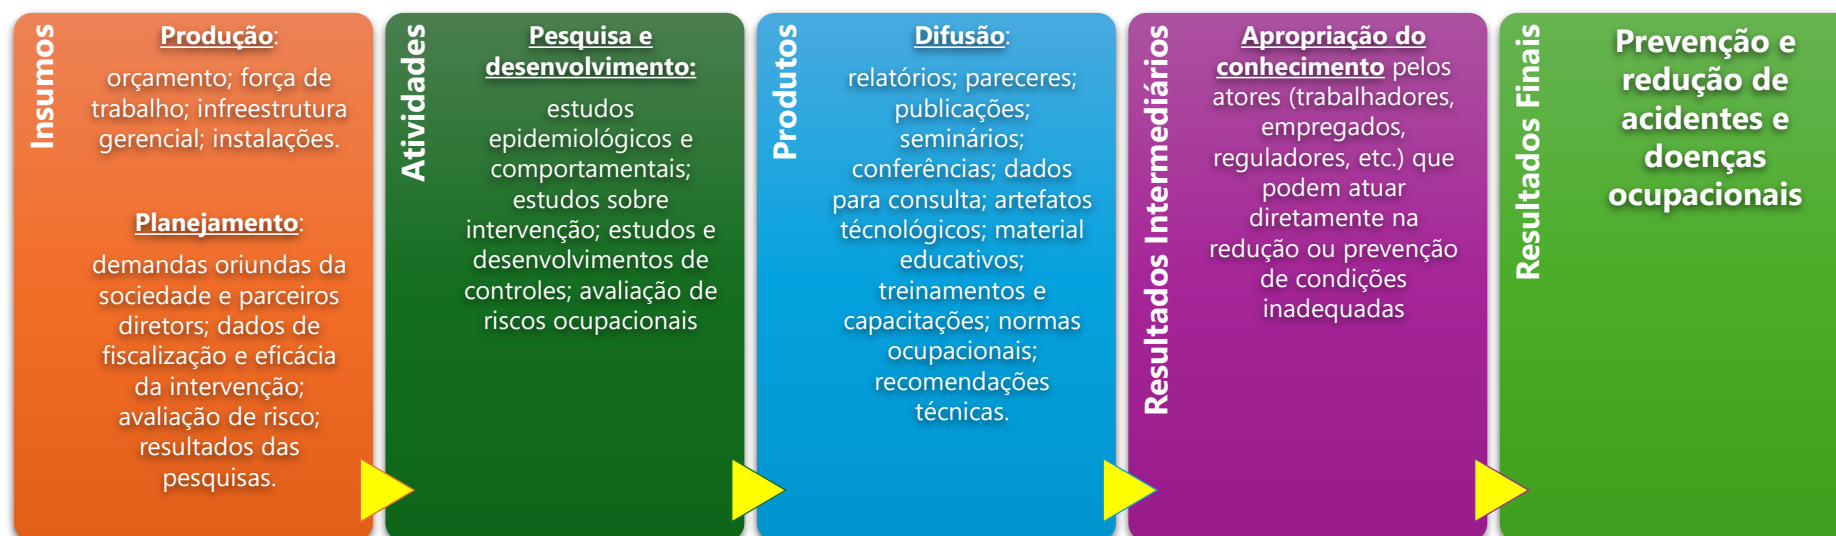 Insumos
Produção:
orçamento; força de
trabalho; infreestrutura
gerencial; instalações.
Planejamento:
demandas oriundas da
sociedade e parceiros
diretors; dados de
fiscalização e eficácia
da intervenção;
avaliação de risco;
resultados das
pesquisas.
Atividades
Pesquisa e
desenvolvimento:
estudos
epidemiológicos e
comportamentais;
estudos sobre
intervenção; estudos e
desenvolvimentos de
controles; avaliação de
riscos ocupacionais
Produtos
Difusão:
relatórios; pareceres;
publicações;
seminários;
conferências; dados
para consulta; artefatos
técnológicos; material
educativos;
treinamentos e
capacitações; normas
ocupacionais;
recomendações
técnicas.
Resultados Intermediários
Apropriação do
conhecimento pelos
atores (trabalhadores,
empregados,
reguladores, etc.) que
podem atuar
diretamente na
redução ou prevenção
de condições
inadequadas
Resultados Finais
Prevenção e
redução de
acidentes e
doenças
ocupacionais